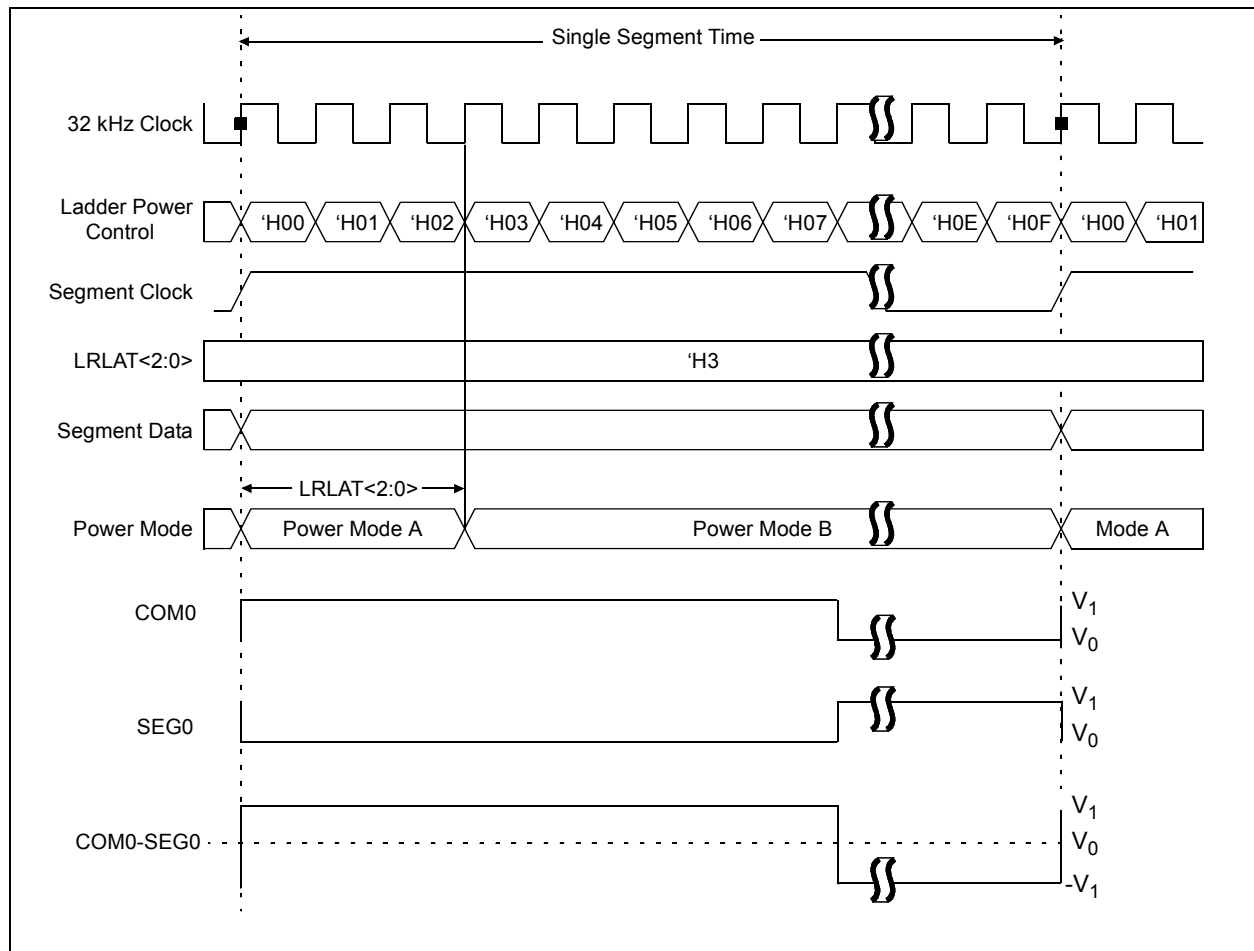 Single Segment Time
32 kHz Clock
Ladder Power
Control
‘H00 ‘H01 ‘H02 ‘H03 ‘H04 ‘H05 ‘H06 ‘H07 ‘H0E ‘H0F ‘H00 ‘H01
Segment Clock
LRLAT<2:0>
‘H3
Segment Data
LRLAT<2:0>
Power Mode
Power Mode A
Power Mode B
Mode A
COM0
V1
V0
SEG0
V1
V0
COM0-SEG0
V1
V0
-V1